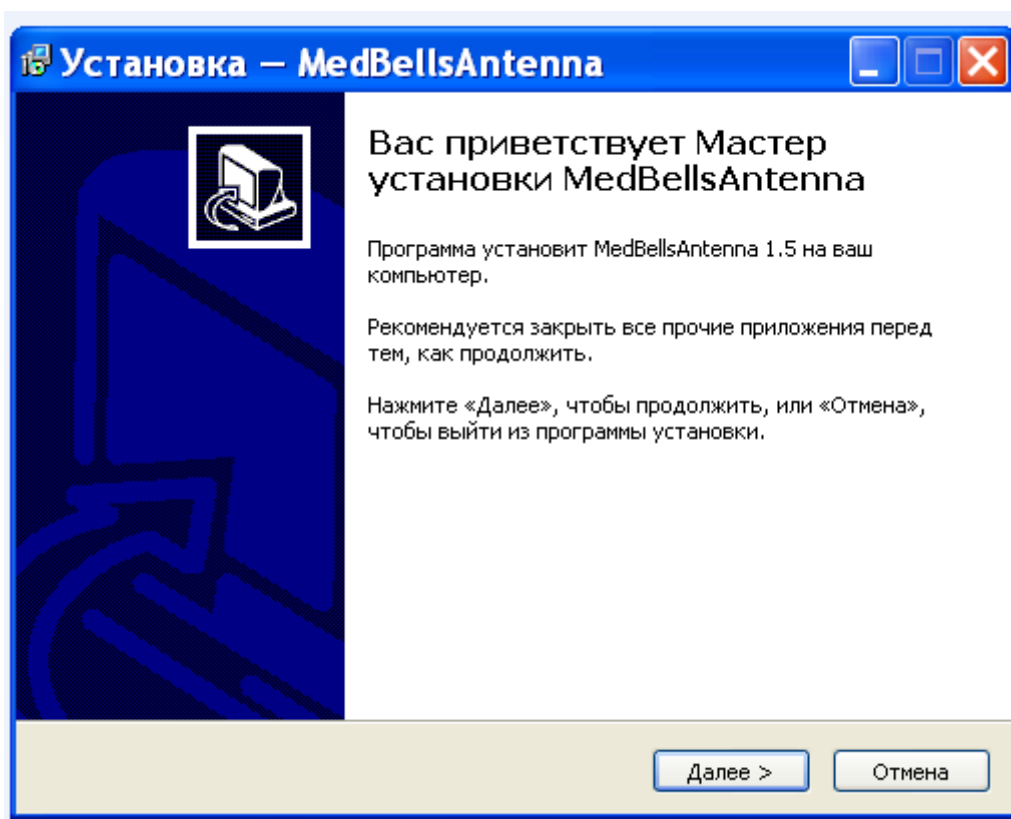 Установка — MedBellsAntenna
Вас приветствует Мастер
установки MedBellsAntenna
Программа установит MedBellsAntenna 1.5 на ваш
компьютер.
Рекомендуется закрыть все прочие приложения перед
тем, как продолжить.
Нажмите «Далее», чтобы продолжить, или «Отмена»,
чтобы выйти из программы установки.
Далее >
Отмена